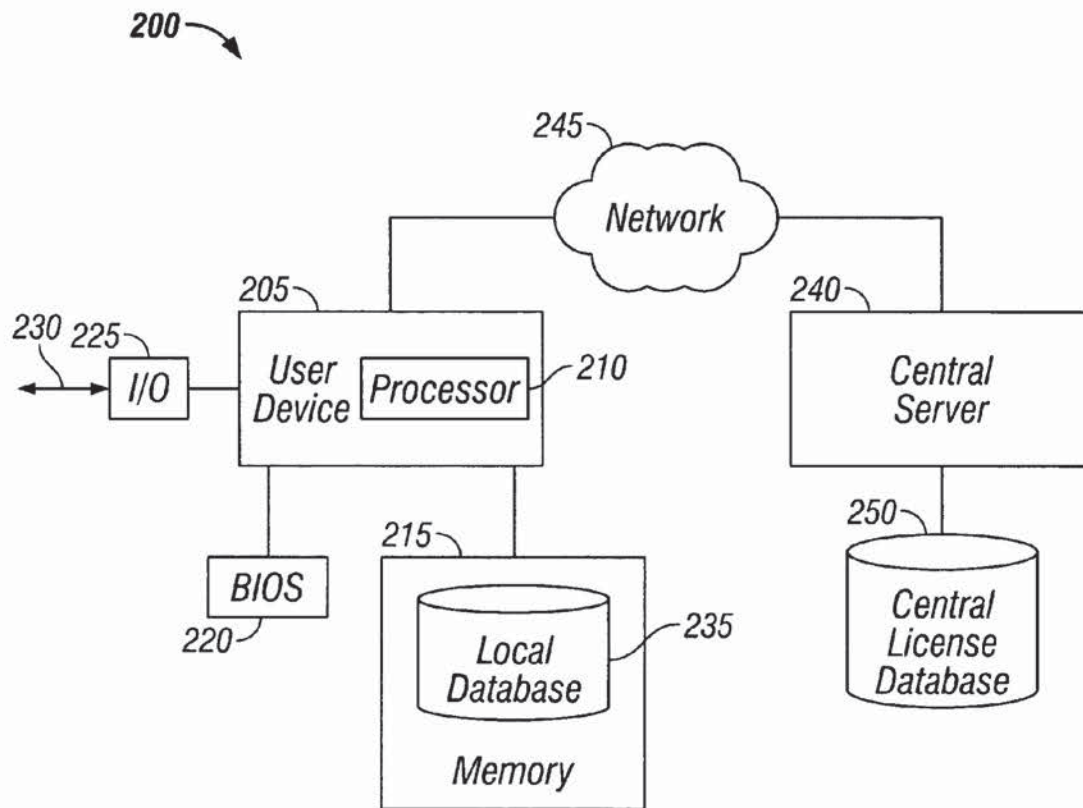 200
245
Network
205
240
230
225
I/O
User
Device
Processor
210
Central
Server
215
250
BIOS
220
Local
Database
235
Central
License
Database
Memory